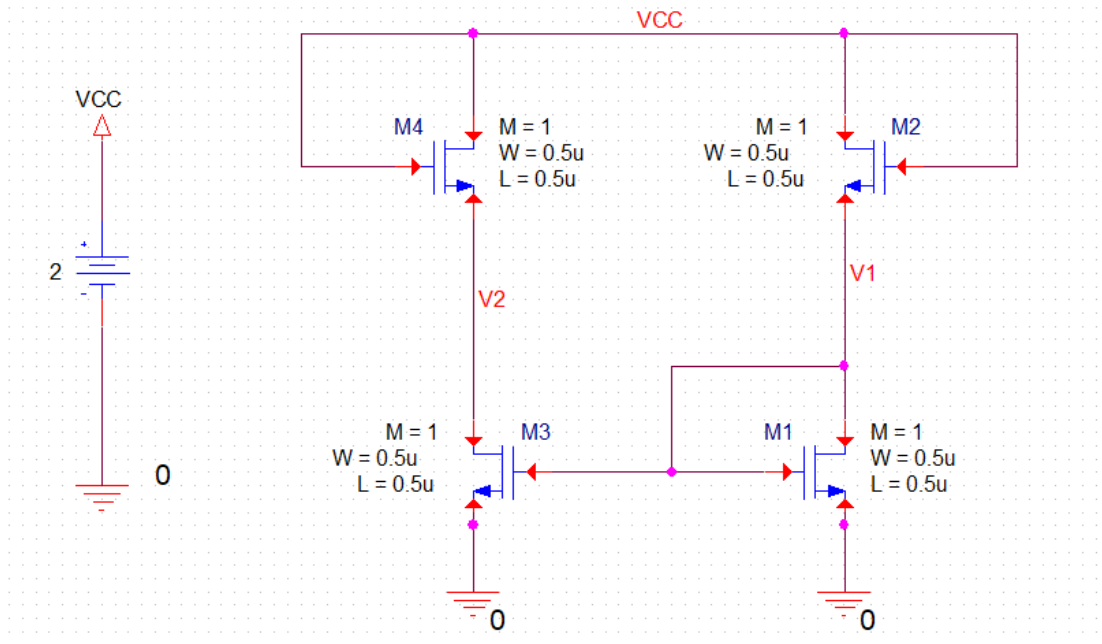 VCC
VCC
M4
M = 1
W = 0.5u
L = 0.5u
M = 1
W = 0.5u
L = 0.5u
M2
+
2
-
V2
V1
0
M = 1
W = 0.5u
L = 0.5u
M3
M1
M = 1
W = 0.5u
L = 0.5u
0
0